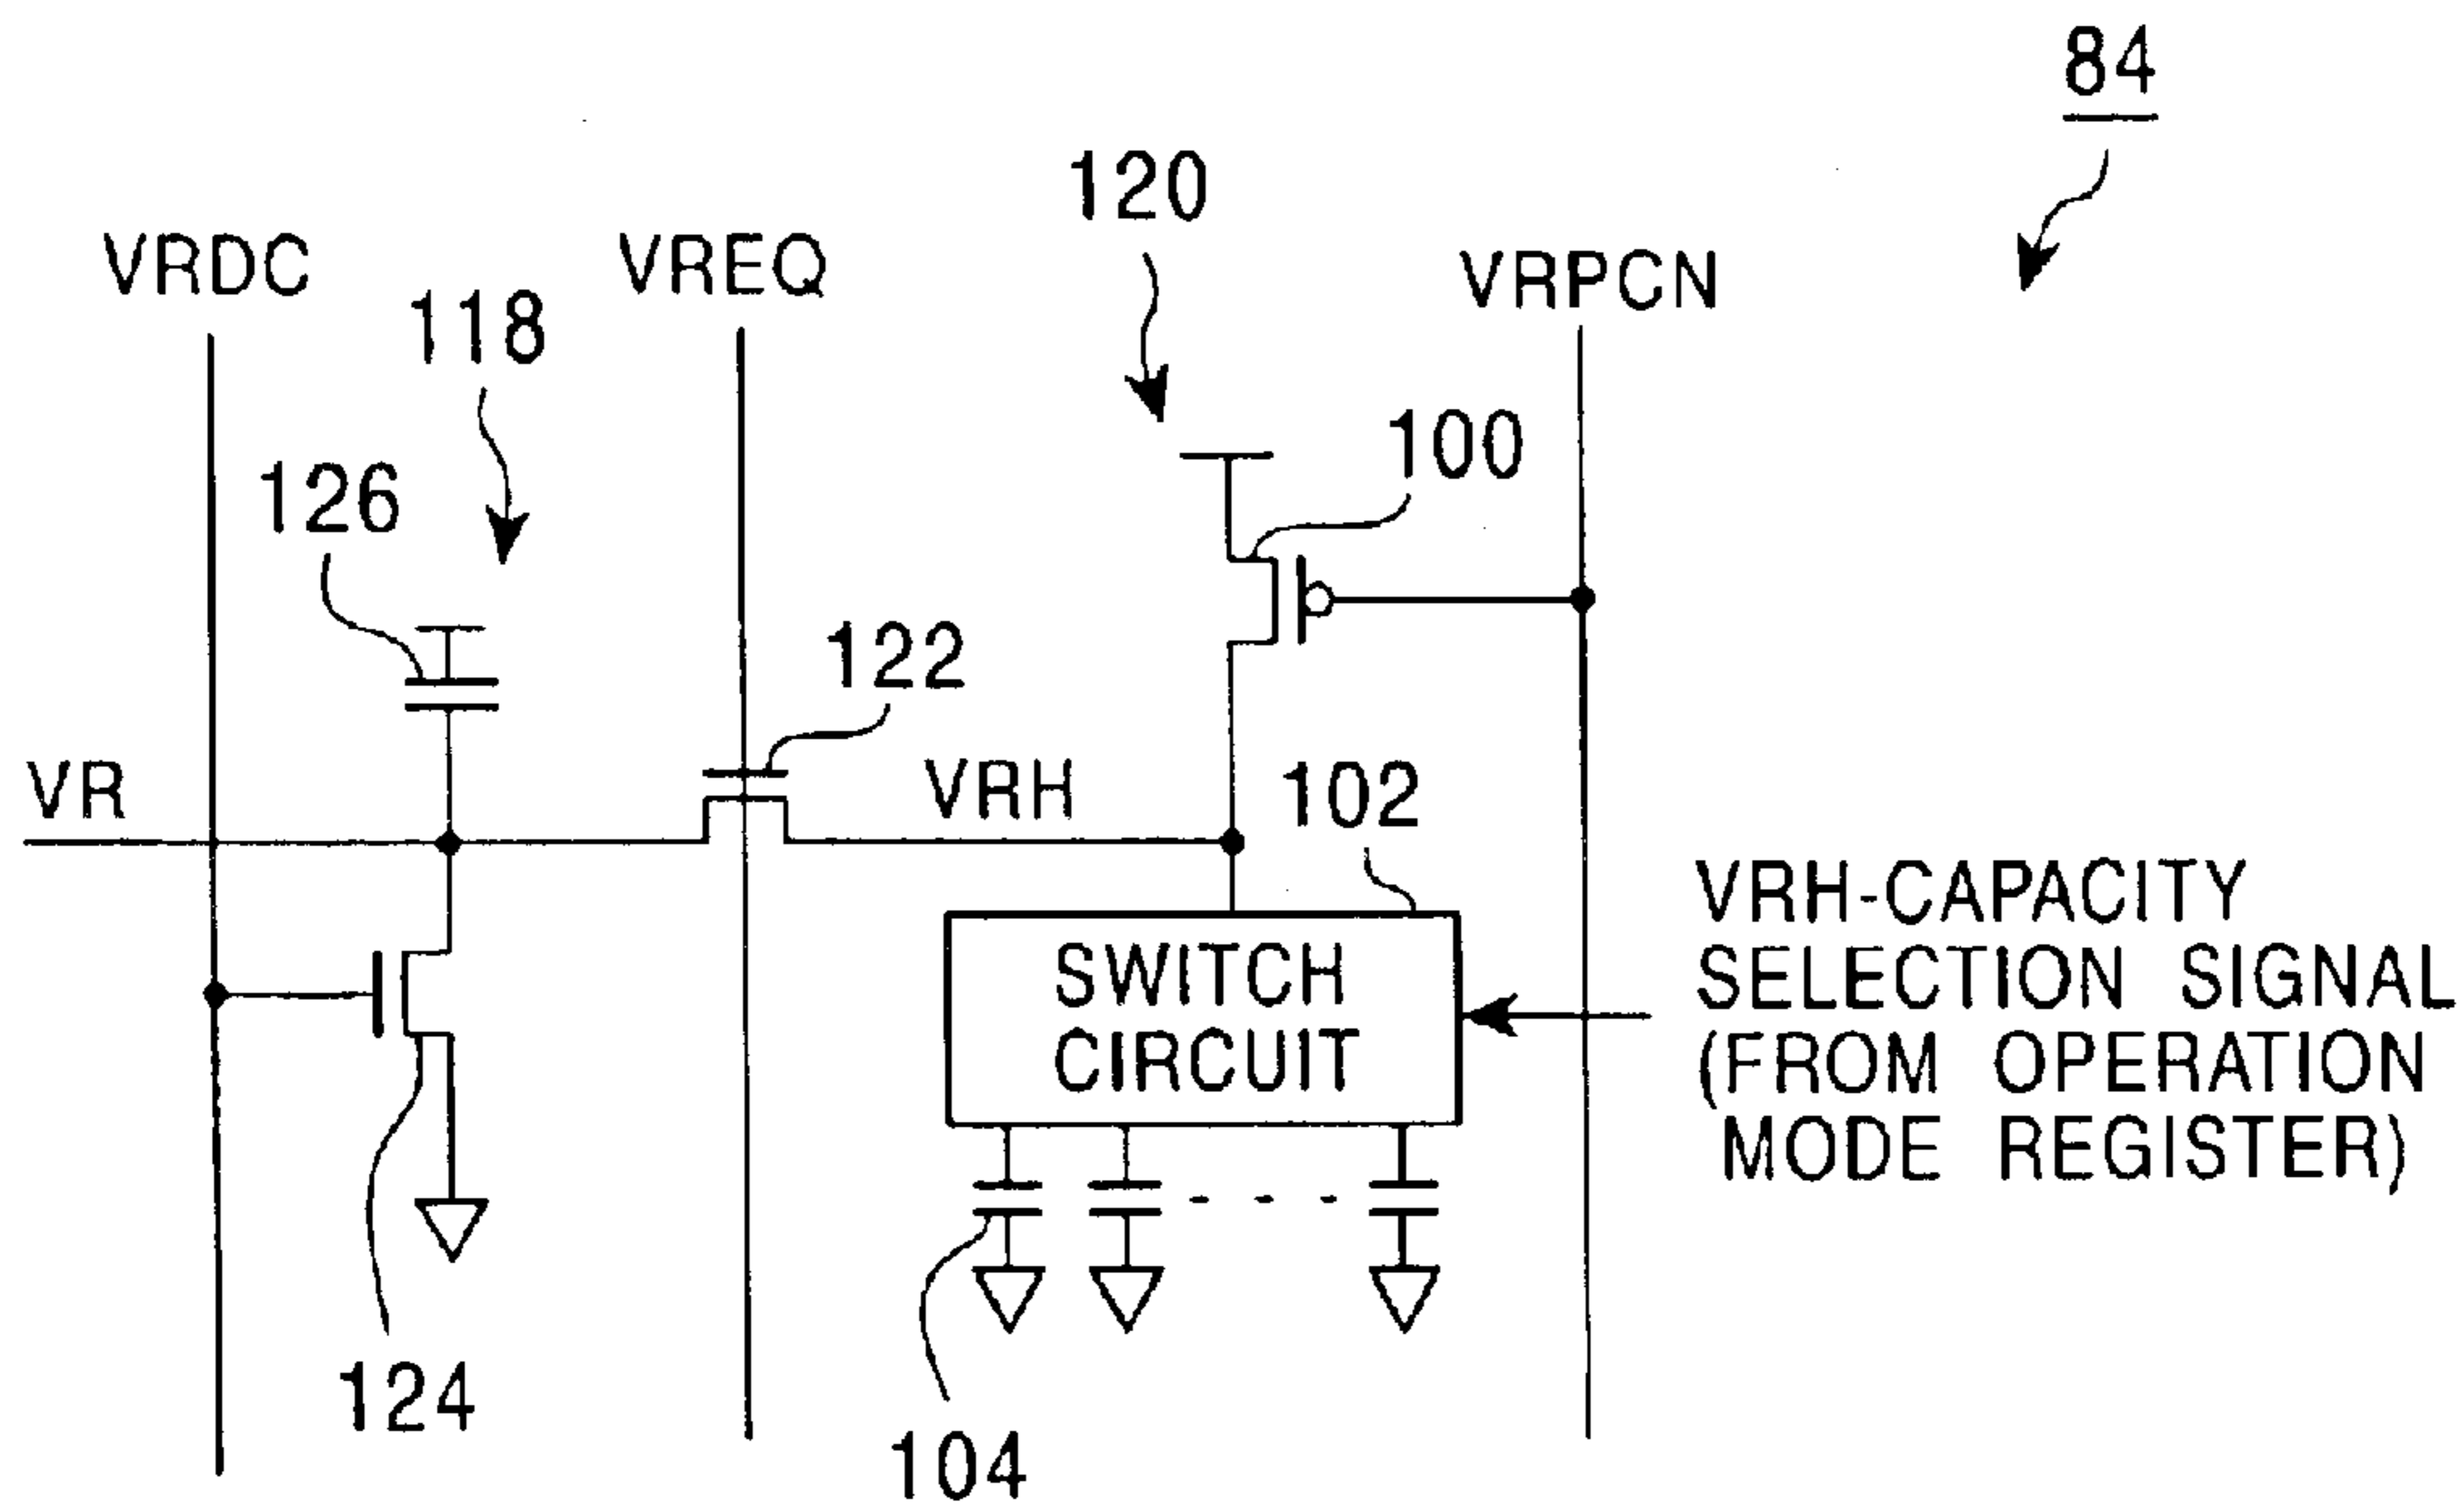 84
120
VRDC
VREQ
VRPCN
118
100
126
122
VR
VRH
102
VRH-CAPACITY
SELECTION SIGNAL
(FROM OPERATION
MODE REGISTER)
SWITCH
CIRCUIT
124
104